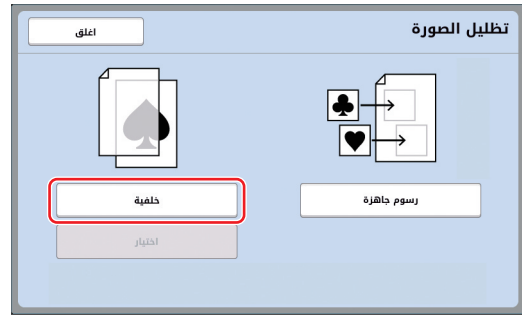 تظليل الصورة
اغلق
رسوم جاهزة
خلفية
اختيار